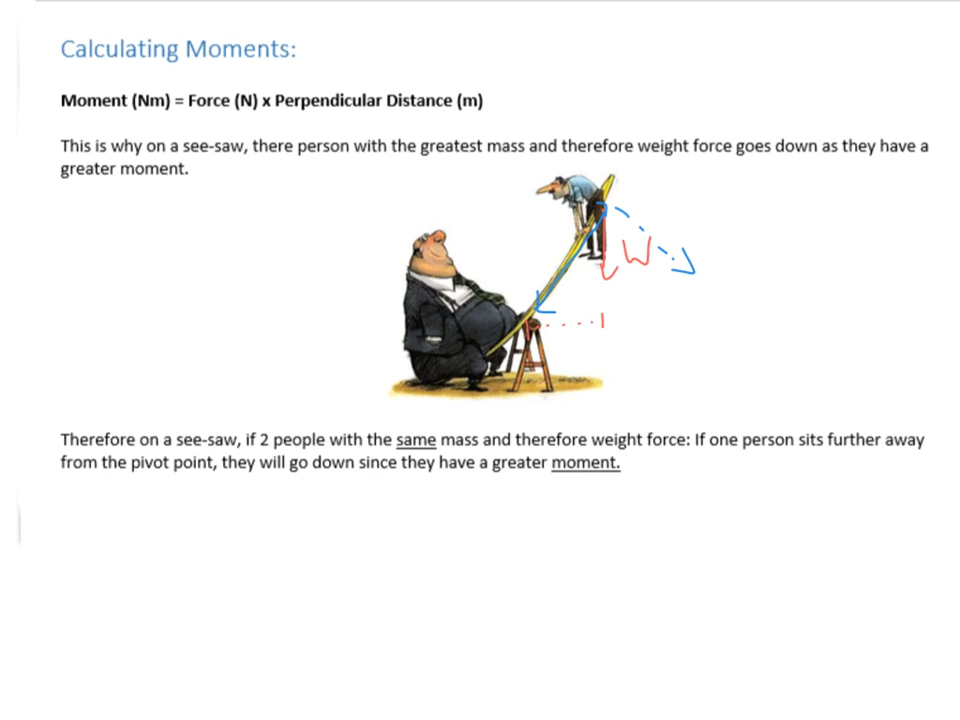 Calculating Moments:
Moment (Nm) = Force (N) x Perpendicular Distance (m)
This is why on a see-saw, there person with the greatest mass and therefore weight force goes down as they have a
greater moment.
W
Therefore on a see-saw, if 2 people with the same mass and therefore weight force: If one person sits further away
from the pivot point, they will go down since they have a greater moment.